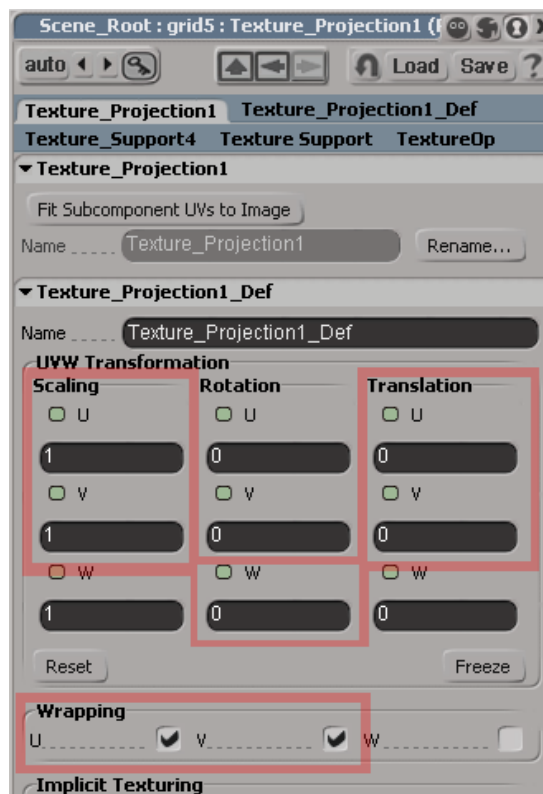 Scene_Root : grid5 : Texture_Projection1 (
auto Load Save ?
Texture_Projection1 Texture_Projection1_Def
Texture_Support4 Texture Support TextureOp
Texture_Projection1
Fit Subcomponent UVs to Image
Name Texture_Projection1 Rename...
Texture_Projection1_Def
Name Texture_Projection1_Def
UVW Transformation
Scaling Rotation Translation
U U U
1 0 0
V V V
1 0 0
W W W
1 0 0
Reset Freeze
Wrapping
U V W
Implicit Texturing